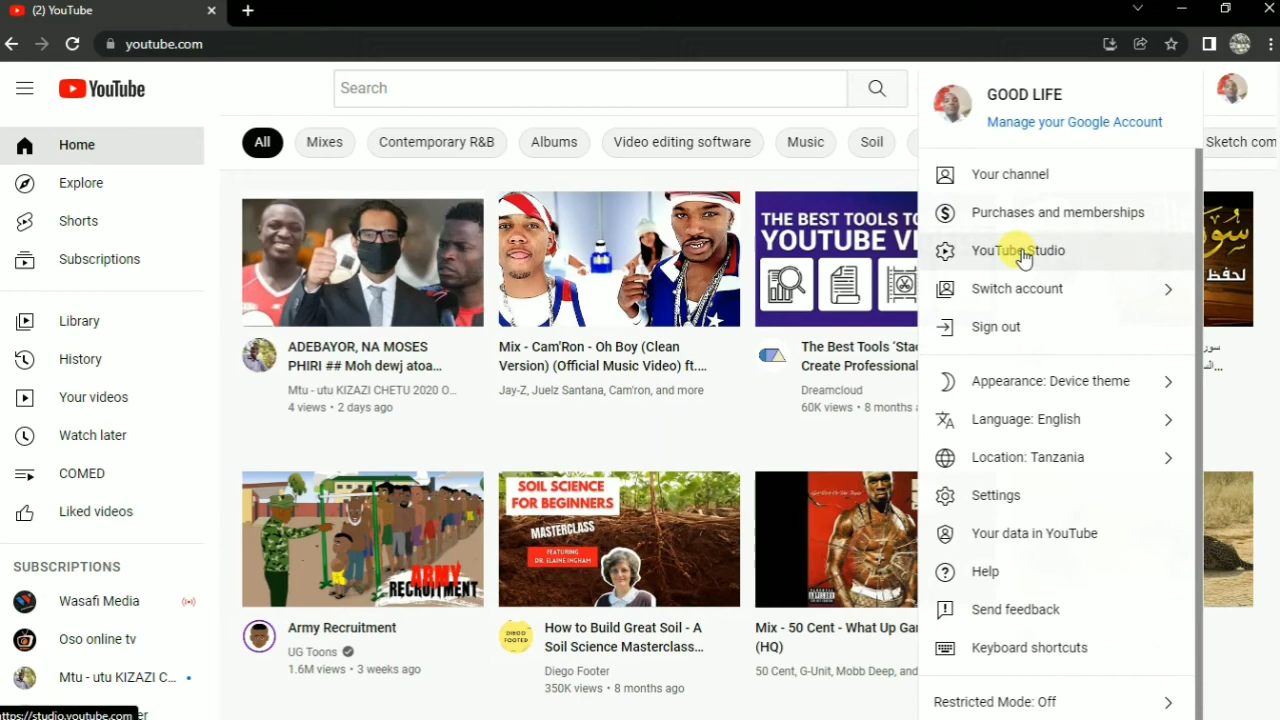 (2) YouTube
youtube.com
YouTube
Search
GOOD LIFE
Manage your Google Account
Home
Explore
Shorts
Subscriptions
Library
History
Your videos
Watch later
COMED
Liked videos
SUBSCRIPTIONS
Wasafi Media
Oso online tv
Mtu - utu KIZAZI C...
https://studio.youtube.com
All
Mixes
Contemporary R&B
Albums
Video editing software
Music
Soil
Sketch com
ADEBAYOR, NA MOSES
PHIRI ## Moh dewj atoa...
Mtu - utu KIZAZI CHETU 2020 O...
4 views • 2 days ago
Mix - Cam'Ron - Oh Boy (Clean
Version) (Official Music Video) ft....
Jay-Z, Juelz Santana, Cam'ron, and more
THE BEST TOOLS TO
YOUTUBE VI
The Best Tools 'Stac
Create Professional
Dreamcloud
60K views • 8 months a
لحفظ
ARMY
RECRUITMENT
Army Recruitment
UG Toons
1.6M views • 3 weeks ago
SOIL SCIENCE
FOR BEGINNERS
MASTERCLASS
FEATURING
DR. ELAINE INGHAM
DIEGO
FOOTER
How to Build Great Soil - A
Soil Science Masterclass...
Diego Footer
350K views • 8 months ago
Mix - 50 Cent - What Up Gan
(HQ)
50 Cent, G-Unit, Mobb Deep, and
Your channel
Purchases and memberships
YouTube Studio
Switch account
Sign out
Appearance: Device theme
Language: English
Location: Tanzania
Settings
Your data in YouTube
Help
Send feedback
Keyboard shortcuts
Restricted Mode: Off